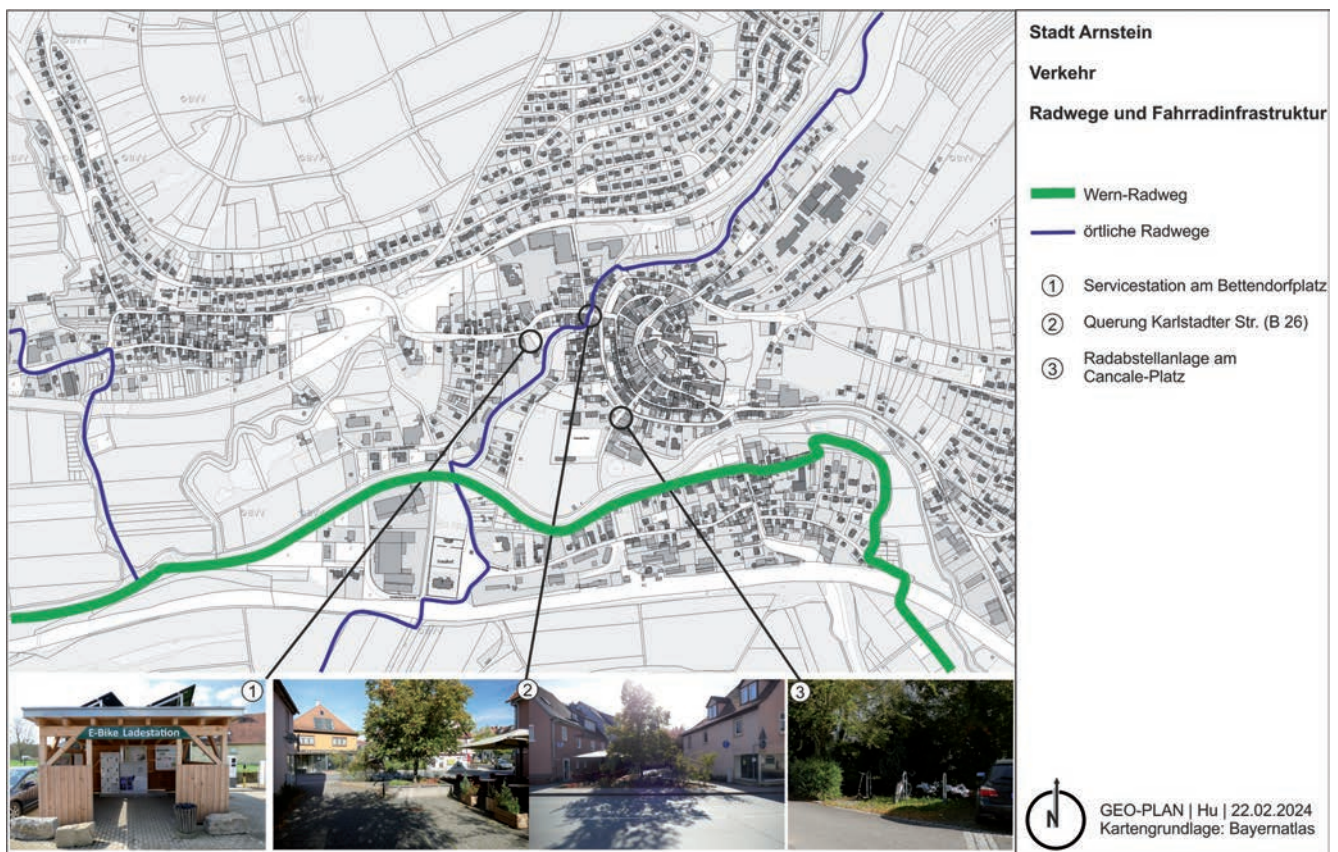 Stadt Arnstein
Verkehr
Radwege und Fahrradinfrastruktur
Wern-Radweg
örtliche Radwege
1 Servicestation am Bettendorfplatz
2 Querung Karlstadter Str. (B 26)
3 Radabstellanlage am
Cancale-Platz
1
2
3
E-Bike Ladestation
N
GEO-PLAN | Hu | 22.02.2024
Kartengrundlage: Bayernatlas